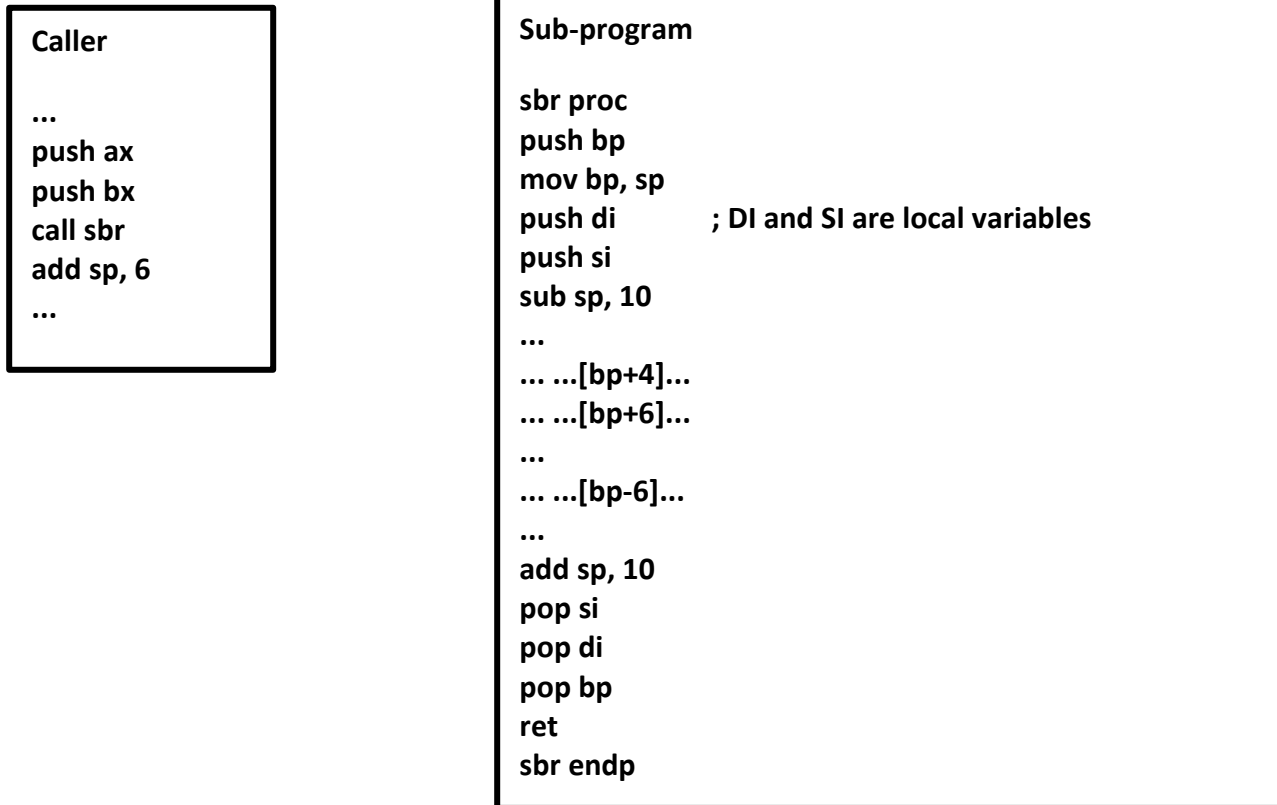 Caller
...
push ax
push bx
call sbr
add sp, 6
...
Sub-program
sbr proc
push bp
mov bp, sp
push di ; DI and SI are local variables
push si
sub sp, 10
...
... ...[bp+4]...
... ...[bp+6]...
...
... ...[bp-6]...
...
add sp, 10
pop si
pop di
pop bp
ret
sbr endp